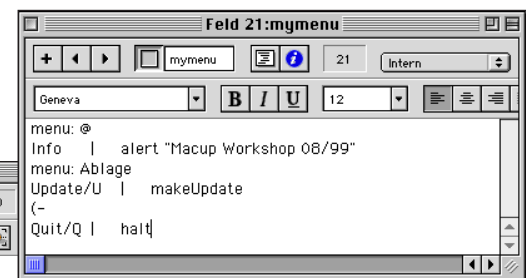 Feld 21:mymenu
mymenu 21 Intern
Geneva B I U 12
menu: @
Info | alert "Macup Workshop 08/99"
menu: Ablage
Update/U | makeUpdate
(-
Quit/Q | halt